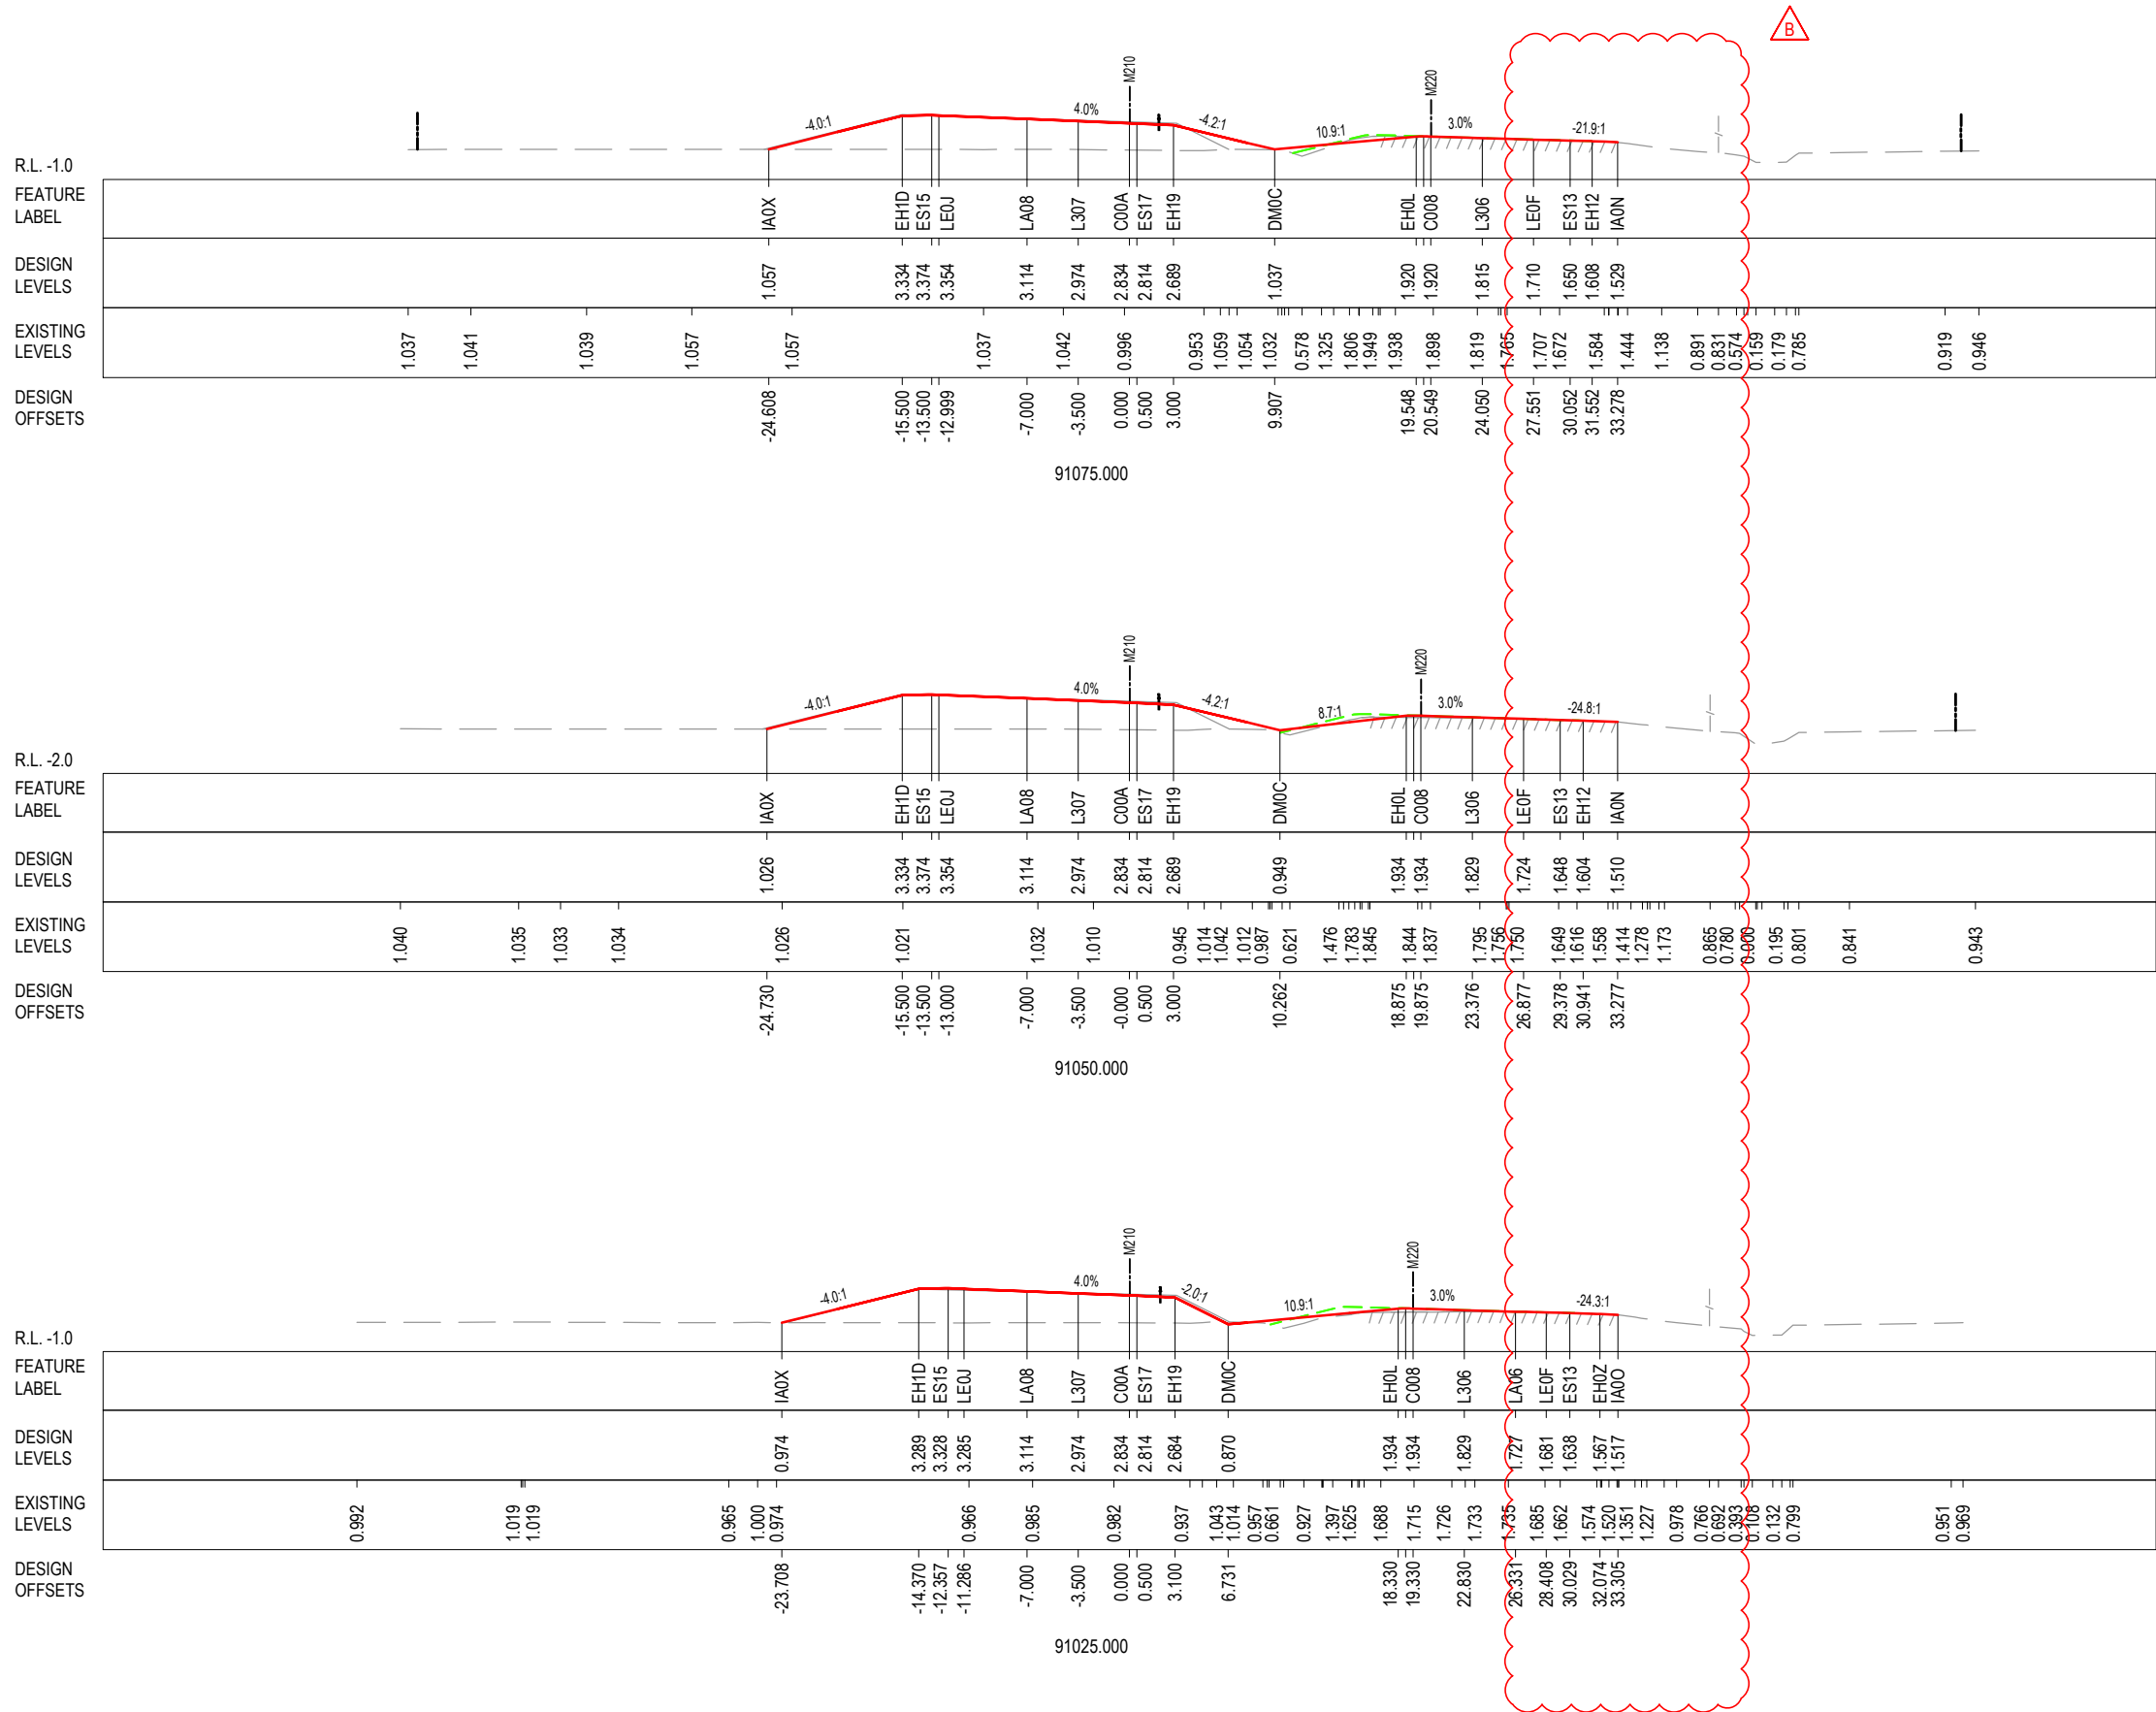 B
M210
M220
-4.0:1
4.0%
-4.2:1
10.9:1
3.0%
-21.9:1
R.L. -1.0
FEATURE LABEL
IA0X EH1D ES15 LE0J LA08 L307 C00A ES17 EH19 DM0C EH0L C008 L306 LE0F ES13 EH12 IA0N
DESIGN LEVELS
1.057 3.334 3.374 3.354 3.114 2.974 2.834 2.814 2.689 1.037 1.920 1.920 1.815 1.710 1.650 1.608 1.529
EXISTING LEVELS
1.037 1.041 1.039 1.057 1.057 1.037 1.042 0.996 0.953 1.059 1.054 1.032 0.578 1.325 1.806 1.949 1.938 1.898 1.819 1.765 1.707 1.672 1.584 1.444 1.138 0.891 0.831 0.574 0.159 0.179 0.785 0.919 0.946
DESIGN OFFSETS
-24.608 -15.500 -13.500 -12.999 -7.000 -3.500 0.000 0.500 3.000 9.907 19.548 20.549 24.050 27.551 30.052 31.552 33.278
91075.000
M210
M220
-4.0:1
4.0%
-4.2:1
8.7:1
3.0%
-24.8:1
R.L. -2.0
FEATURE LABEL
IA0X EH1D ES15 LE0J LA08 L307 C00A ES17 EH19 DM0C EH0L C008 L306 LE0F ES13 EH12 IA0N
DESIGN LEVELS
1.026 3.334 3.374 3.354 3.114 2.974 2.834 2.814 2.689 0.949 1.934 1.934 1.829 1.724 1.648 1.604 1.510
EXISTING LEVELS
1.040 1.035 1.033 1.034 1.026 1.021 1.032 1.010 0.945 1.014 1.042 1.012 0.987 0.621 1.476 1.783 1.845 1.844 1.837 1.795 1.756 1.750 1.649 1.616 1.558 1.414 1.278 1.173 0.865 0.780 0.195 0.801 0.841 0.943
DESIGN OFFSETS
-24.730 -15.500 -13.500 -13.000 -7.000 -3.500 -0.000 0.500 3.000 10.262 18.875 19.875 23.376 26.877 29.378 30.941 33.277
91050.000
M210
M220
-4.0:1
4.0%
-2.0:1
10.9:1
3.0%
-24.3:1
R.L. -1.0
FEATURE LABEL
IA0X EH1D ES15 LE0J LA08 L307 C00A ES17 EH19 DM0C EH0L C008 L306 LA06 LE0F ES13 EH0Z IA0O
DESIGN LEVELS
0.974 3.289 3.328 3.285 3.114 2.974 2.834 2.814 2.684 0.870 1.934 1.934 1.829 1.727 1.681 1.638 1.567 1.517
EXISTING LEVELS
0.992 1.019 1.019 0.965 1.000 0.974 0.966 0.985 0.982 0.937 1.043 1.014 0.957 0.661 0.927 1.397 1.625 1.688 1.715 1.726 1.733 1.735 1.685 1.662 1.574 1.520 1.351 1.227 0.978 0.766 0.692 0.393 0.108 0.132 0.799 0.951 0.969
DESIGN OFFSETS
-23.708 -14.370 -12.357 -11.286 -7.000 -3.500 0.000 0.500 3.100 6.731 18.330 19.330 22.830 26.331 28.408 30.029 32.074 33.305
91025.000